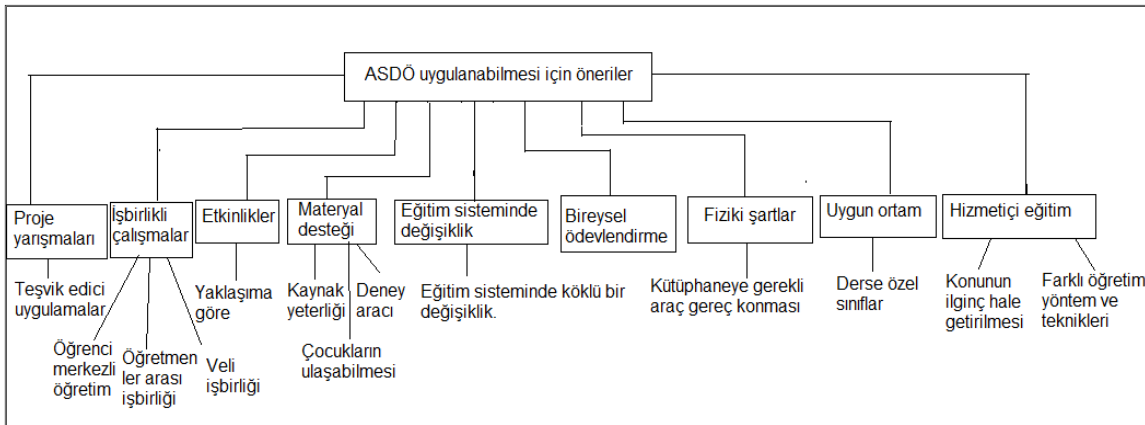 ASDÖ uygulanabilmesi için öneriler
Proje
yarışmaları
İşbirlikli
çalışmalar
Etkinlikler
Materyal
desteği
Eğitim sisteminde
değişiklik
Bireysel
ödevlendirme
Fiziki şartlar
Uygun ortam
Hizmetiçi eğitim
Teşvik edici
uygulamalar
Öğrenci
merkezli
öğretim
Öğretmen
ler arası
işbirliği
Veli
işbirliği
Yaklaşıma
göre
Kaynak
yeterliği
Çocukların
ulaşabilmesi
Deney
aracı
Eğitim sisteminde köklü bir
değişiklik.
Kütüphaneye gerekli
araç gereç konması
Derse özel
sınıflar
Konunun
ilginç hale
getirilmesi
Farklı öğretim
yöntem ve
teknikleri